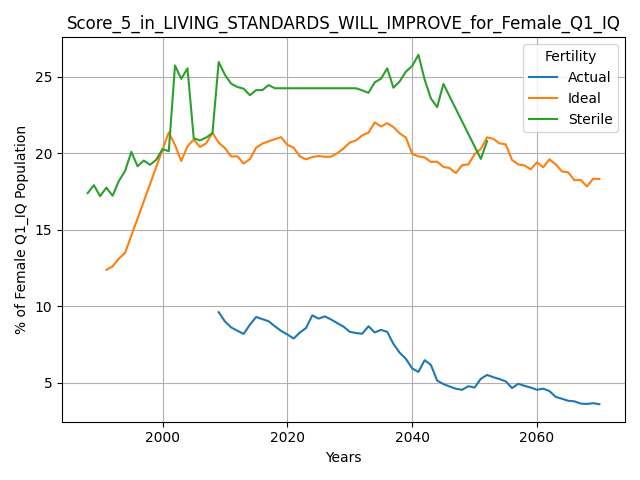 Score_5_in_LIVING_STANDARDS_WILL_IMPROVE_for_Female_Q1_IQ
Fertility
Actual
Ideal
Sterile
% of Female Q1_IQ Population
25
20
15
10
5
2000 2020 2040 2060
Years